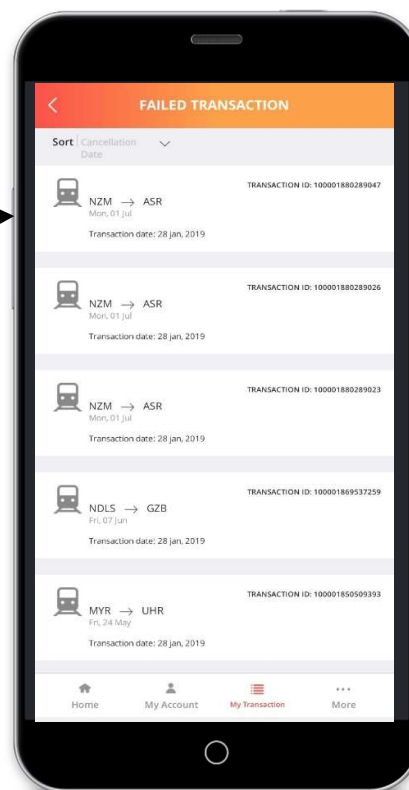 FAILED TRANSACTION
Sort Cancellation
Date
TRANSACTION ID: 100001880289047
NZM → ASR
Mon, 01 Jul
Transaction date: 28 jan, 2019
TRANSACTION ID: 100001880289026
NZM → ASR
Mon, 01 Jul
Transaction date: 28 jan, 2019
TRANSACTION ID: 100001880289023
NZM → ASR
Mon, 01 Jul
Transaction date: 28 jan, 2019
TRANSACTION ID: 100001869537259
NDLS → GZB
Fri, 07 Jun
Transaction date: 28 jan, 2019
TRANSACTION ID: 100001850509393
MYR → UHR
Fri, 24 May
Transaction date: 28 jan, 2019
Home My Account My Transaction More